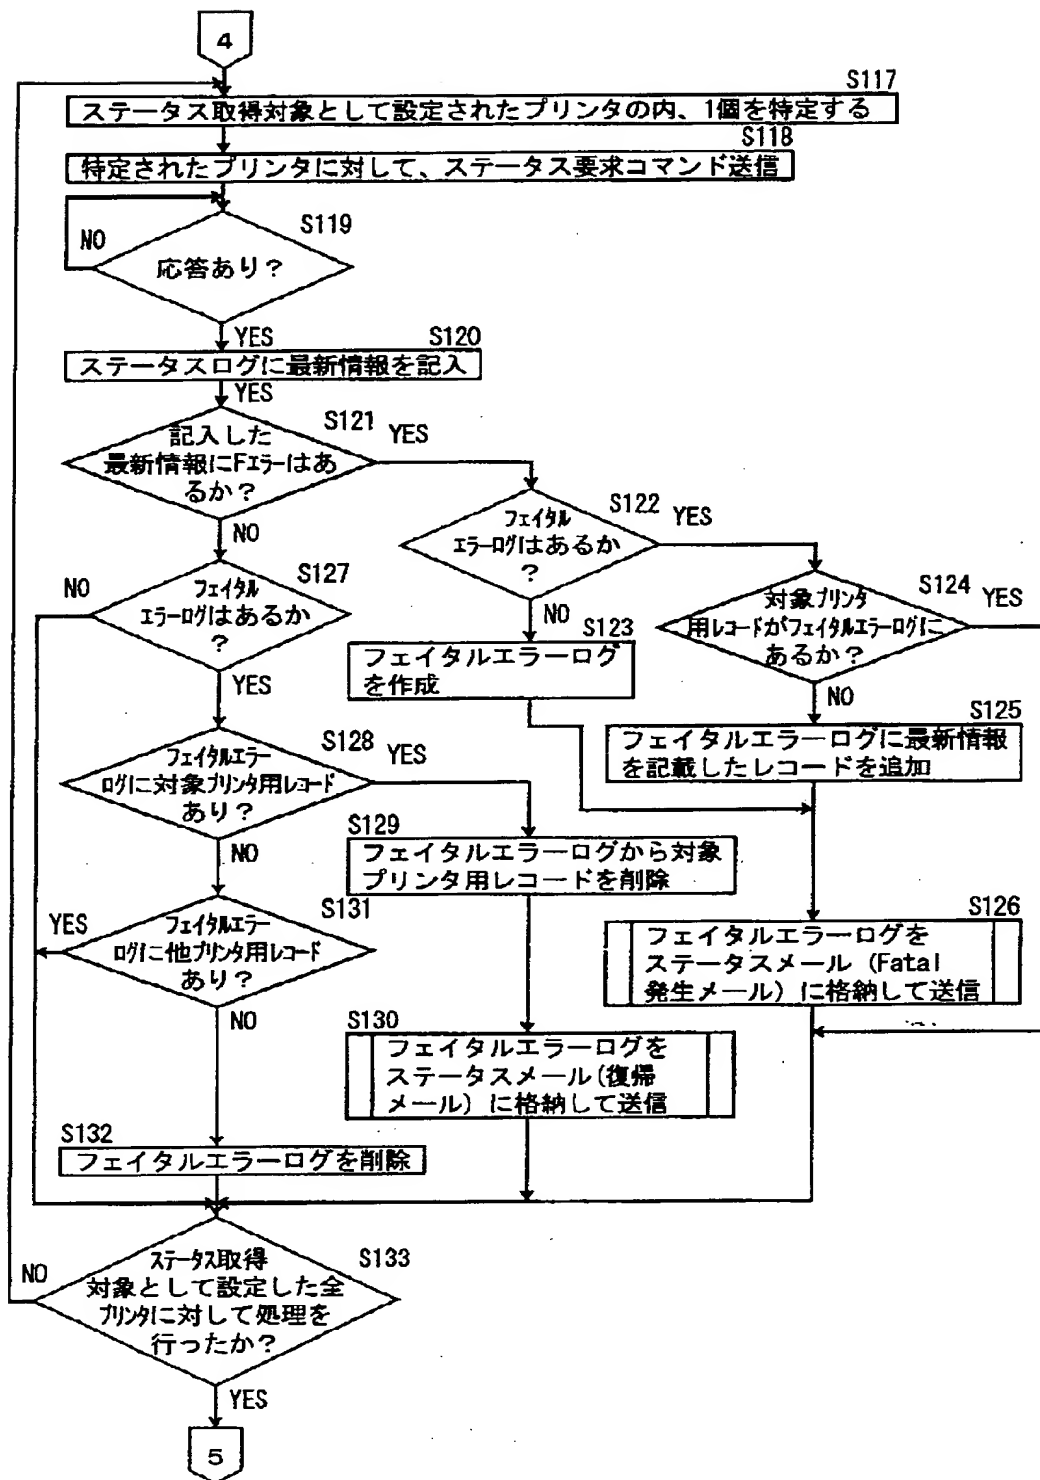 4
S117
ステータス取得対象として設定されたプリンタの内、1個を特定する
S118
特定されたプリンタに対して、ステータス要求コマンド送信
S119
NO
応答あり？
YES
S120
ステータスログに最新情報を記入
YES
S121
YES
記入した
最新情報にFエラーはあ
るか？
NO
S122
YES
フェイタル
エラーログはあるか
？
NO
S127
NO
フェイタル
エラーログはあるか
？
YES
S124
YES
対象プリンタ
用レコードがフェイタルエラーログに
あるか？
NO
S123
フェイタルエラーログ
を作成
S125
フェイタルエラーログに最新情報
を記載したレコードを追加
S128
YES
フェイタルエラー
ログに対象プリンタ用レコード
あり？
NO
S129
フェイタルエラーログから対象
プリンタ用レコードを削除
S131
YES
フェイタルエラー
ログに他プリンタ用レコード
あり？
NO
S126
フェイタルエラーログを
ステータスメール（Fatal
発生メール）に格納して送信
S130
フェイタルエラーログを
ステータスメール（復帰
メール）に格納して送信
S132
フェイタルエラーログを削除
S133
NO
ステータス取得
対象として設定した全
プリンタに対して処理を
行ったか？
YES
5